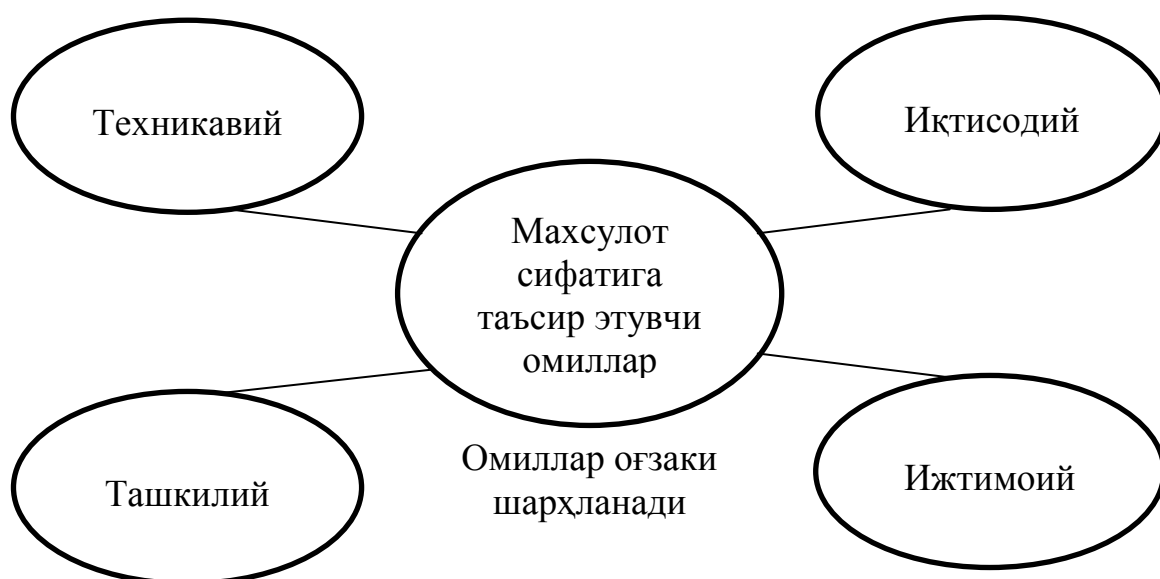 Техникавий
Иқтисодий
Махсулот
сифатига
таъсир этувчи
омиллар
Ташкилий
Омиллар оғзаки
шарҳланади
Ижтимоий